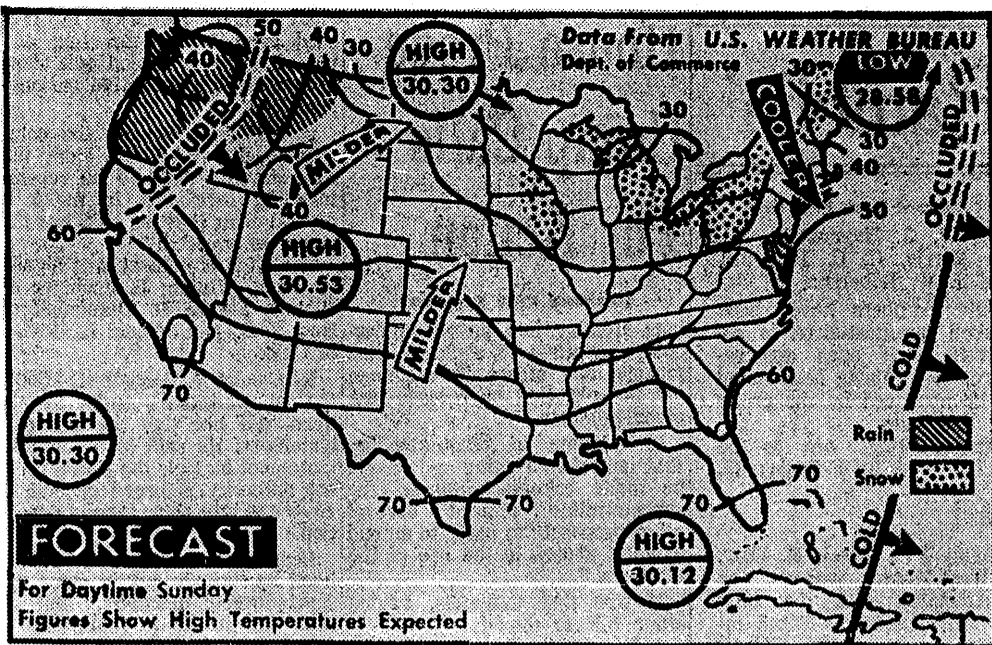 Data From U.S. WEATHER BUREAU
Dept. of Commerce
50
40
30
40
HIGH
30.30
30
LOW
28.58
COOLER
30
30
40
50
OCCLUDED
OCCLUDED
MILDER
40
60
HIGH
30.53
MILDER
70
60
COLD
HIGH
30.30
Rain
Snow
70
70
70
70
COLD
HIGH
30.12
FORECAST
For Daytime Sunday
Figures Show High Temperatures Expected